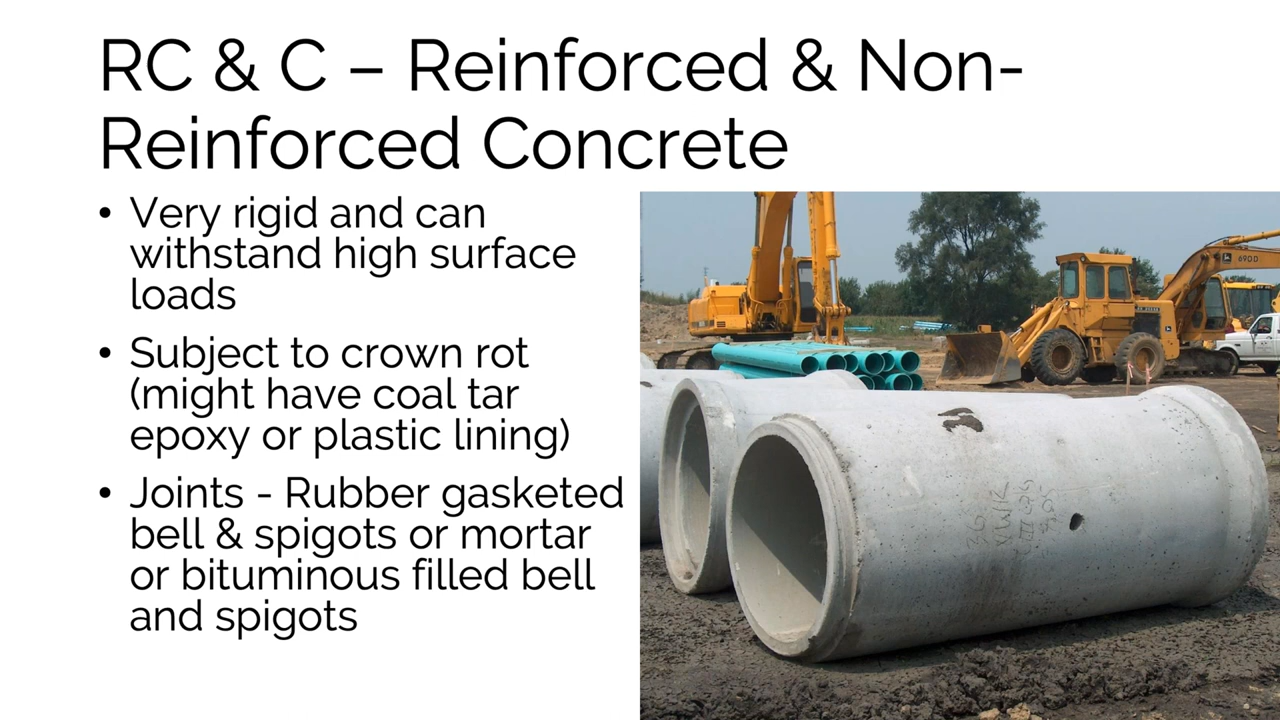 RC & C – Reinforced & Non-
Reinforced Concrete
• Very rigid and can
withstand high surface
loads
• Subject to crown rot
(might have coal tar
epoxy or plastic lining)
• Joints - Rubber gasketed
bell & spigots or mortar
or bituminous filled bell
and spigots
690D